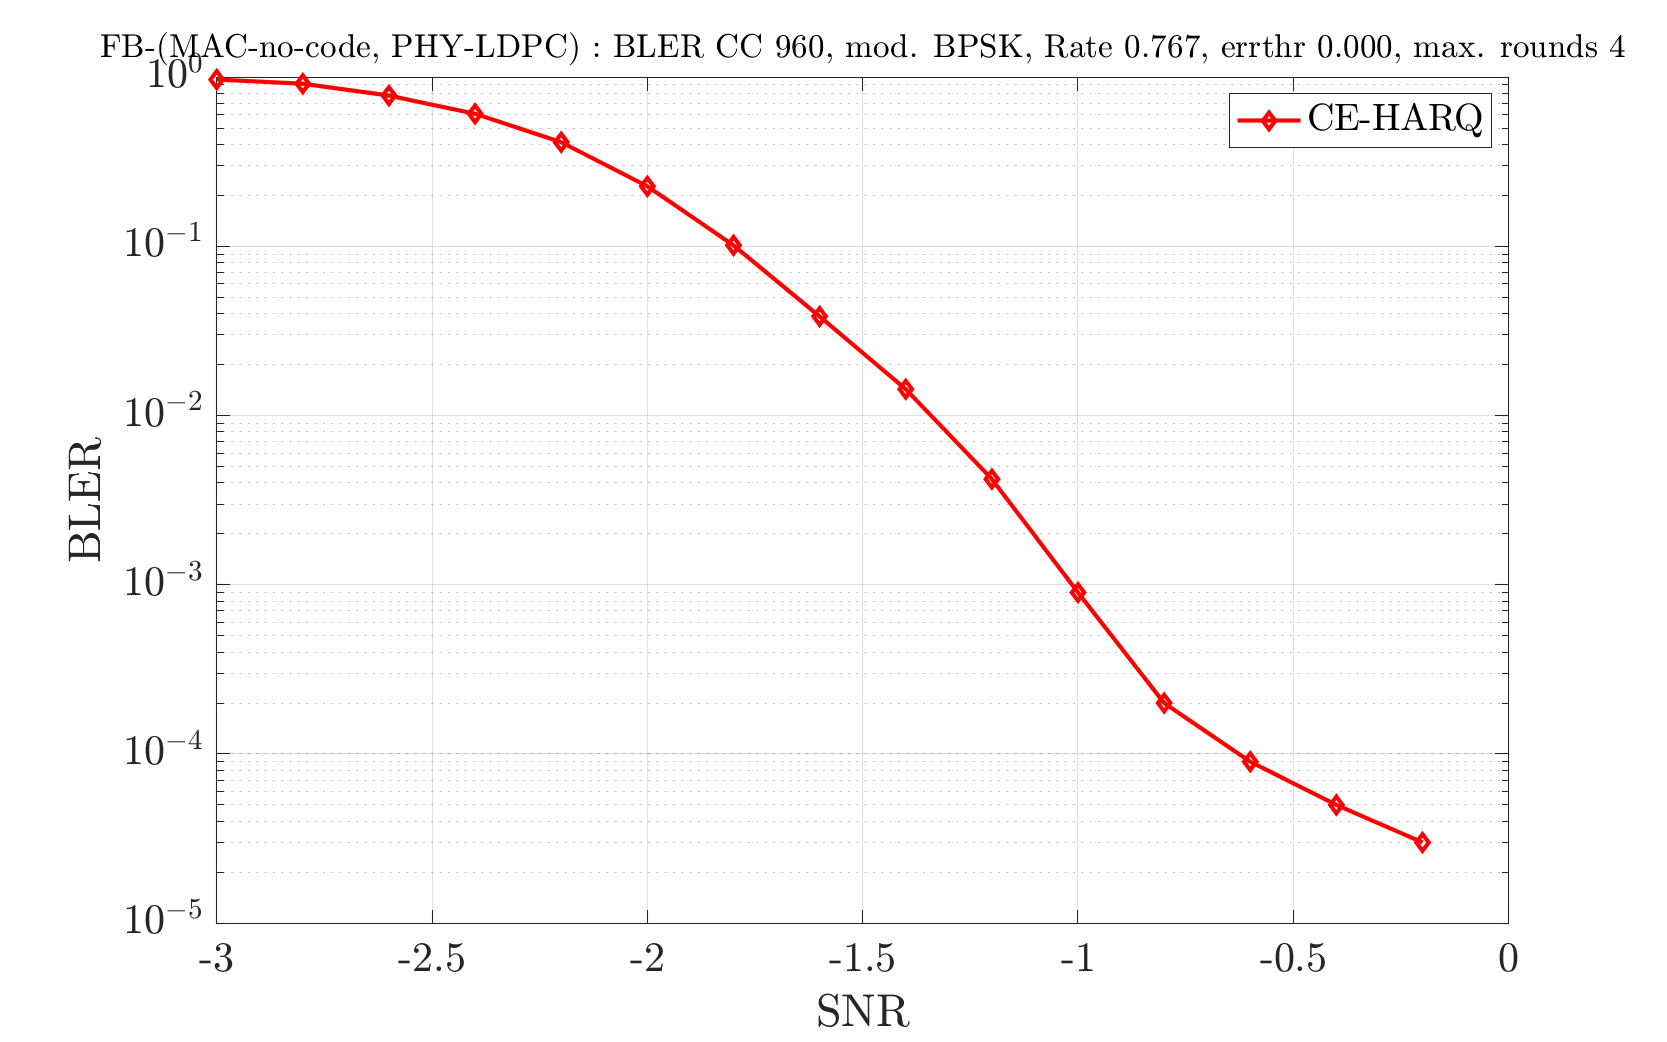 FB-(MAC-no-code, PHY-LDPC) : BLER CC 960, mod. BPSK, Rate 0.767, errthr 0.000, max. rounds 4
10^0
CE-HARQ
10^-1
10^-2
BLER
10^-3
10^-4
10^-5
-3 -2.5 -2 -1.5 -1 -0.5 0
SNR